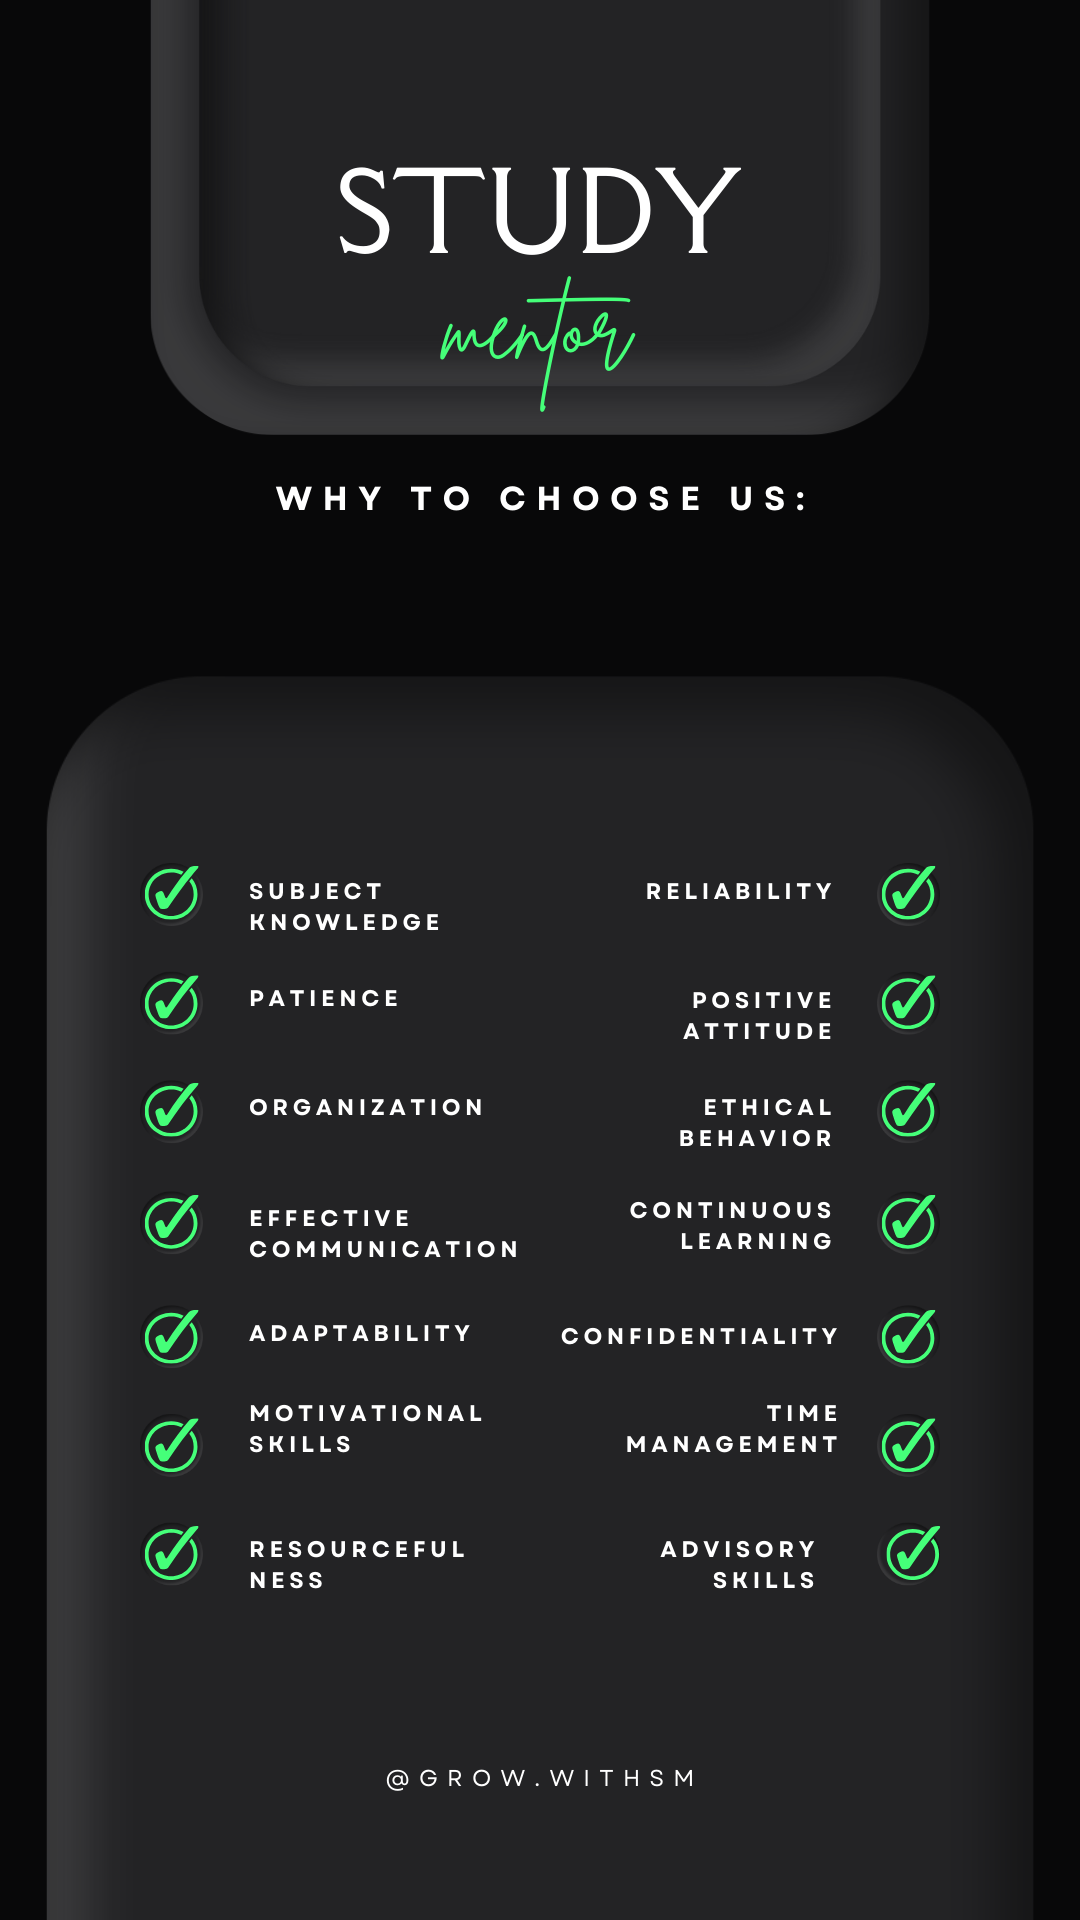 STUDY
mentor
WHY TO CHOOSE US:
SUBJECT
KNOWLEDGE
PATIENCE
ORGANIZATION
EFFECTIVE
COMMUNICATION
ADAPTABILITY
MOTIVATIONAL
SKILLS
RESOURCEFUL
NESS
RELIABILITY
POSITIVE
ATTITUDE
ETHICAL
BEHAVIOR
CONTINUOUS
LEARNING
CONFIDENTIALITY
TIME
MANAGEMENT
ADVISORY
SKILLS
@GROW.WITHSM